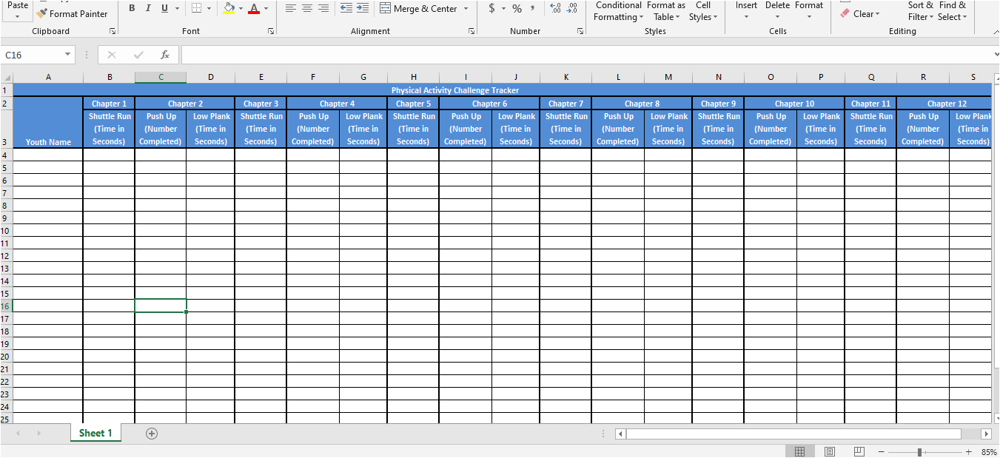 Paste Format Painter B I U Merge & Center $ % , Conditional Format as Cell Insert Delete Format Clear Sort & Find &
Formatting Table Styles Filter Select
Clipboard Font Alignment Number Styles Cells Editing
C16 fx
A B C D E F G H I J K L M N O P Q R S
1 Physical Activity Challenge Tracker
2 Chapter 1 Chapter 2 Chapter 3 Chapter 4 Chapter 5 Chapter 6 Chapter 7 Chapter 8 Chapter 9 Chapter 10 Chapter 11 Chapter 12
Shuttle Run Push Up Low Plank Shuttle Run Push Up Low Plank Shuttle Run Push Up Low Plank Shuttle Run Push Up Low Plank Shuttle Run Push Up Low Plank Shuttle Run Push Up Low Plank
(Time in (Number (Time in (Time in (Number (Time in (Time in (Number (Time in (Time in (Number (Time in (Time in (Number (Time in (Time in (Number (Time in
3 Youth Name Seconds) Completed) Seconds) Seconds) Completed) Seconds) Seconds) Completed) Seconds) Seconds) Completed) Seconds) Seconds) Completed) Seconds) Seconds) Completed) Seconds)
4
5
6
7
8
9
10
11
12
13
14
15
16
17
18
19
20
21
22
23
24
25
Sheet 1
85%